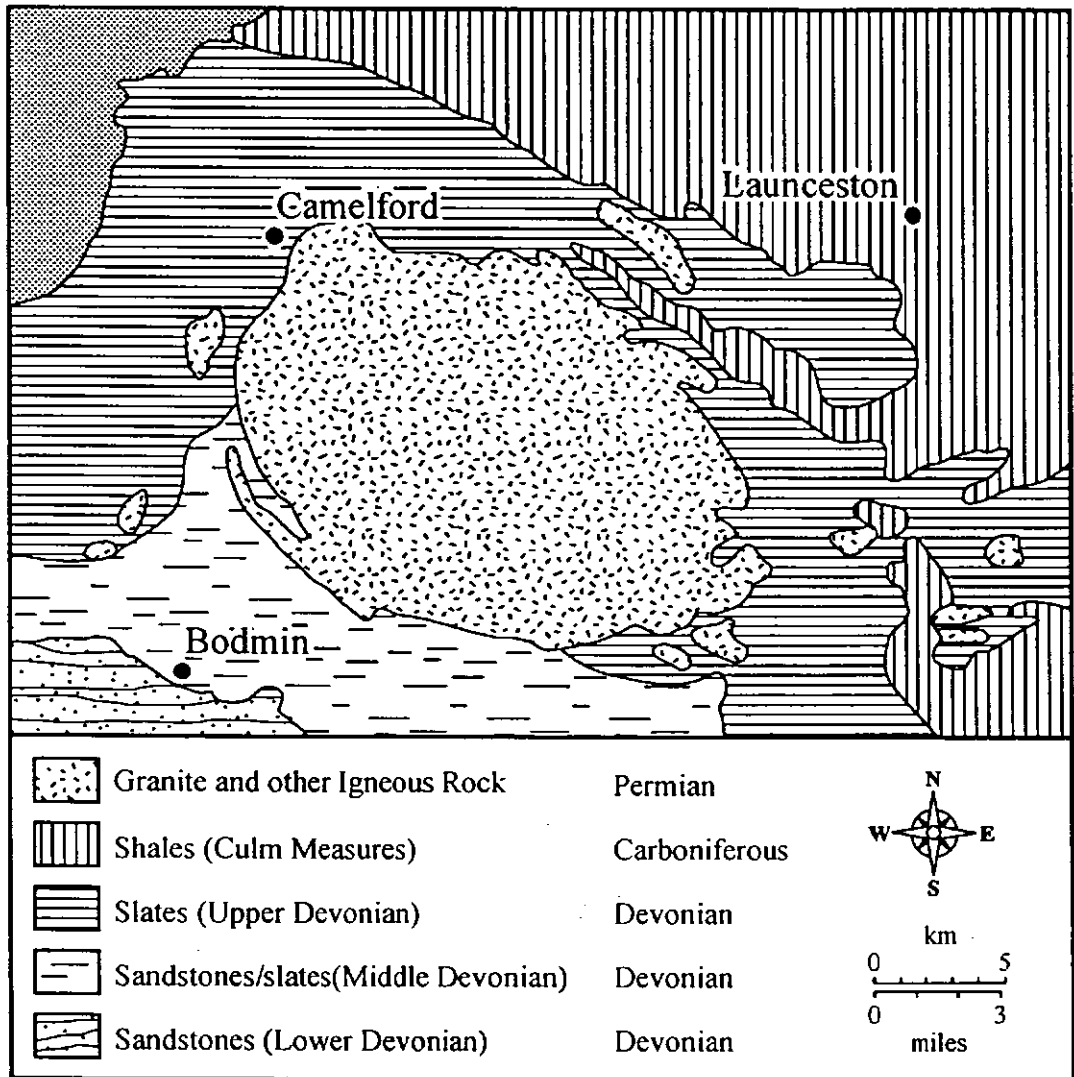 Camelford
Launceston
Bodmin
Granite and other Igneous Rock Permian
Shales (Culm Measures) Carboniferous
Slates (Upper Devonian) Devonian
Sandstones/slates(Middle Devonian) Devonian
Sandstones (Lower Devonian) Devonian
N
W E
S
km
0 5
0 3
miles